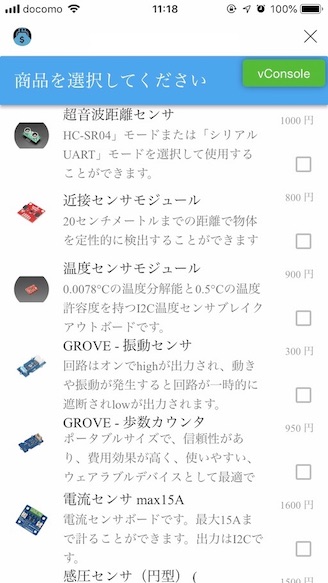 docomo
11:18
100%
商品を選択してください
vConsole
超音波距離センサ
1000 円
HC-SR04」モードまたは「シリアル
UART」モードを選択して使用する
ことができます。
近接センサモジュール
800 円
20センチメートルまでの距離で物体
を定性的に検出することができます
温度センサモジュール
900 円
0.0078°Cの温度分解能と0.5°Cの温度
許容度を持つI2C温度センサブレイク
アウトボードです。
GROVE - 振動センサ
300 円
回路はオンでhighが出力され、動き
や振動が発生すると回路が一時的に
遮断されlowが出力されます。
GROVE - 歩数カウンタ
950 円
ポータブルサイズで、信頼性があ
り、費用効果が高く、使いやすく、
ウェアラブルデバイスとして最適で
電流センサ max15A
1600 円
電流センサボードです。最大15Aま
で計ることができます。出力はI2Cで
す。
感圧センサ（円型） (
1500 円